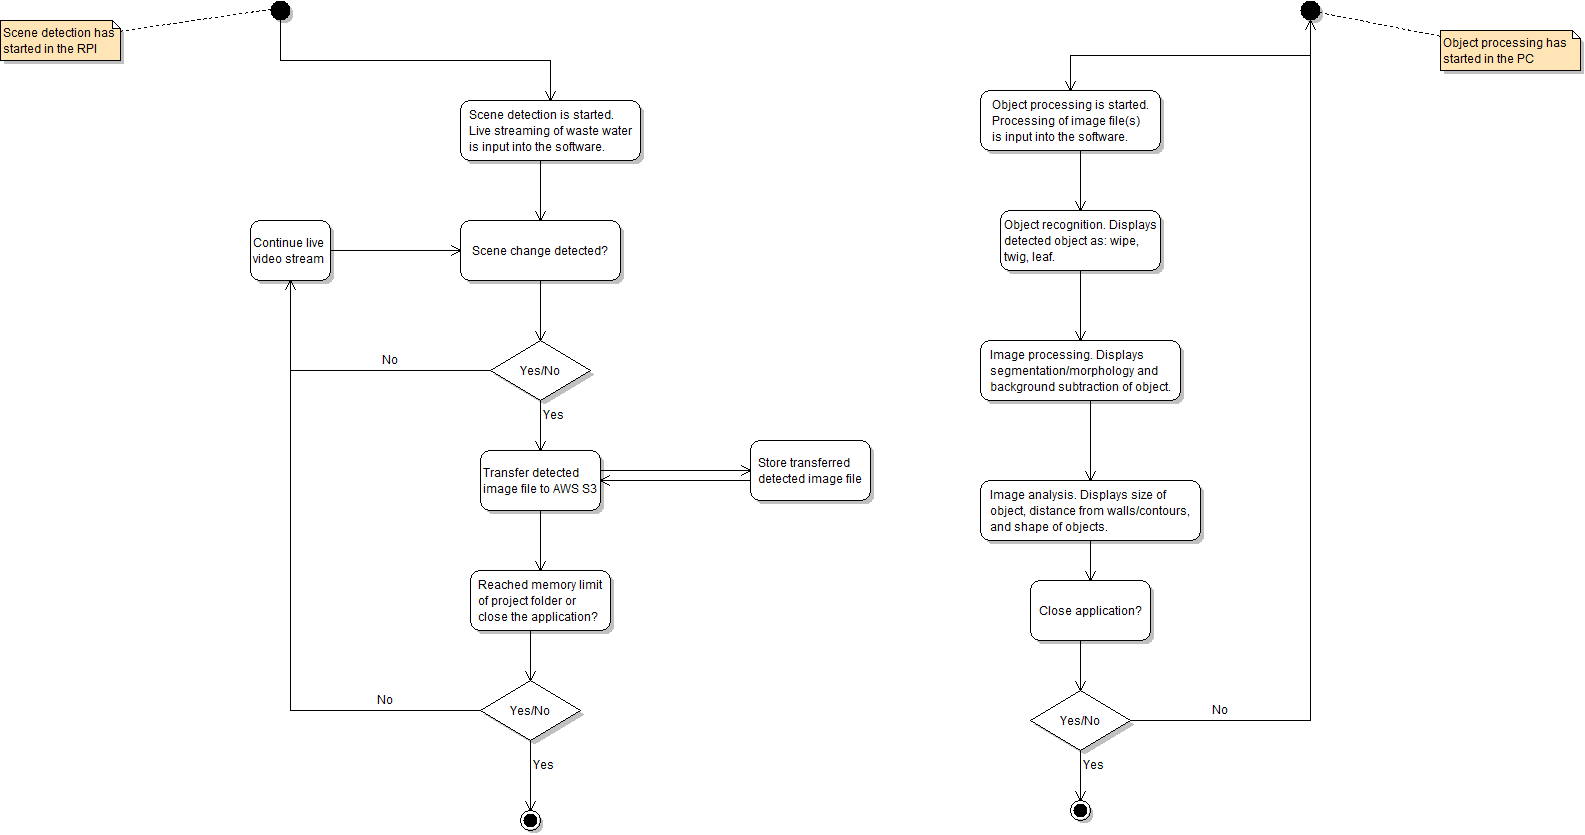 Scene detection has
started in the RPI
Scene detection is started.
Live streaming of waste water
is input into the software.
Continue live
video stream
Scene change detected?
No
Yes/No
Yes
Transfer detected
image file to AWS S3
Store transferred
detected image file
Reached memory limit
of project folder or
close the application?
No
Yes/No
Yes
Object processing has
started in the PC
Object processing is started.
Processing of image file(s)
is input into the software.
Object recognition. Displays
detected object as: wipe,
twig, leaf.
Image processing. Displays
segmentation/morphology and
background subtraction of object.
Image analysis. Displays size of
object, distance from walls/contours,
and shape of objects.
Close application?
Yes/No
No
Yes